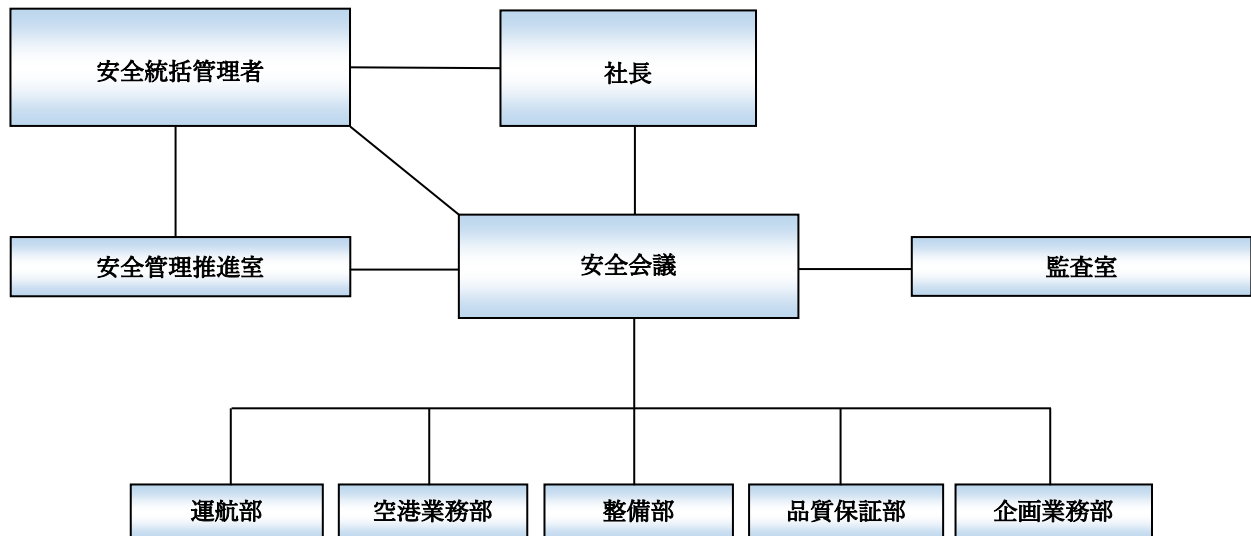 安全統括管理者
社長
安全管理推進室
安全会議
監査室
運航部
空港業務部
整備部
品質保証部
企画業務部